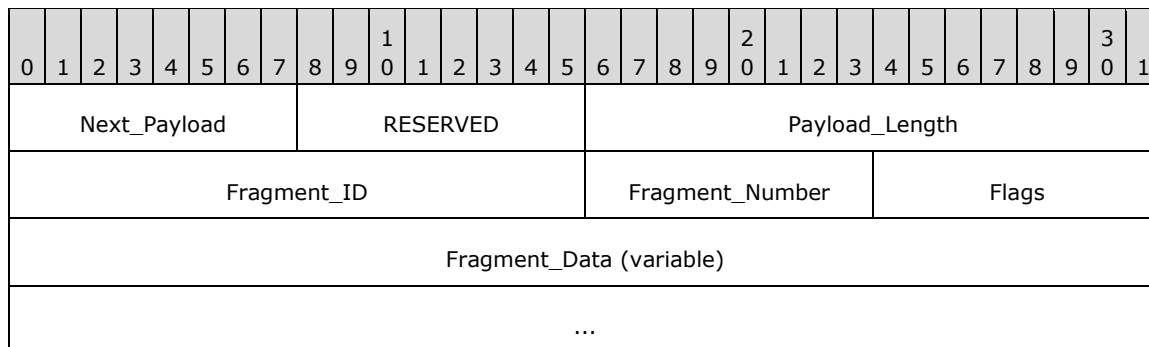 1 2 3
0 1 2 3 4 5 6 7 8 9 0 1 2 3 4 5 6 7 8 9 0 1 2 3 4 5 6 7 8 9 0 1
Next_Payload RESERVED Payload_Length
Fragment_ID Fragment_Number Flags
Fragment_Data (variable)
...